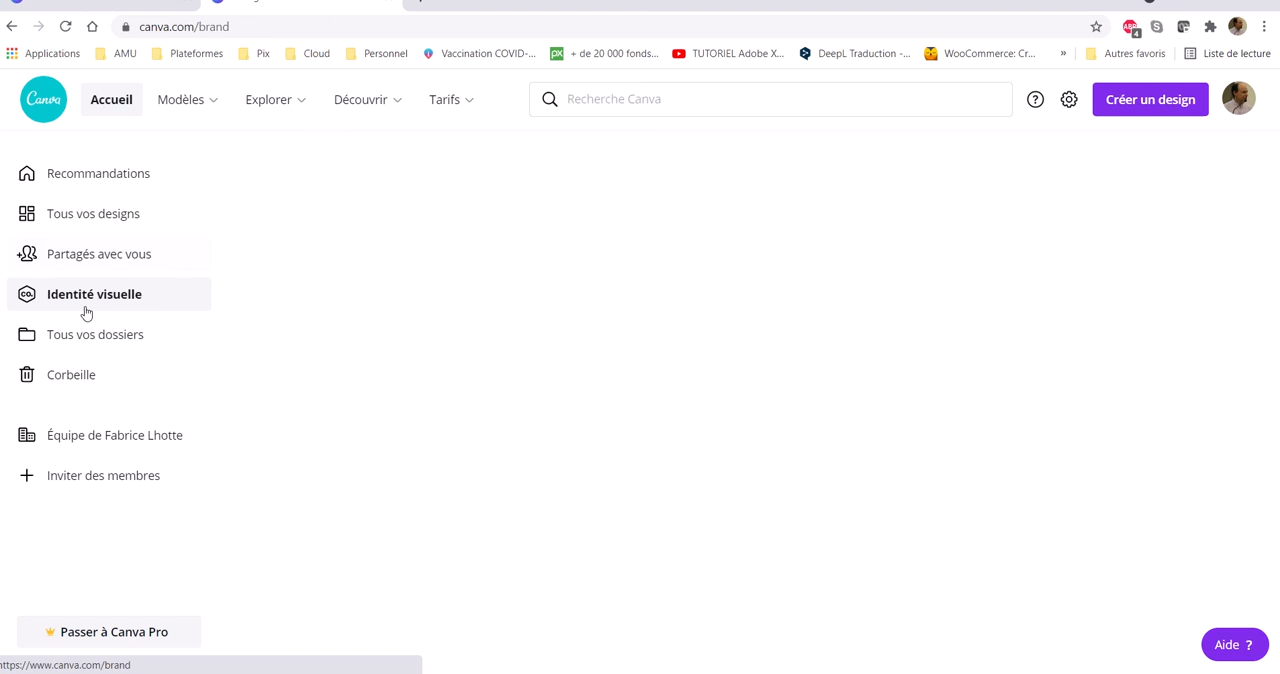 canva.com/brand
4
Applications AMU Plateformes Pix Cloud Personnel Vaccination COVID-... + de 20 000 fonds... TUTORIEL Adobe X... DeepL Traduction -... WooCommerce: Cr... » Autres favoris Liste de lecture
Canva Accueil Modèles Explorer Découvrir Tarifs Recherche Canva ? Créer un design
Recommandations
Tous vos designs
Partagés avec vous
CO. Identité visuelle
Tous vos dossiers
Corbeille
Équipe de Fabrice Lhotte
Inviter des membres
Passer à Canva Pro
Aide ?
https://www.canva.com/brand